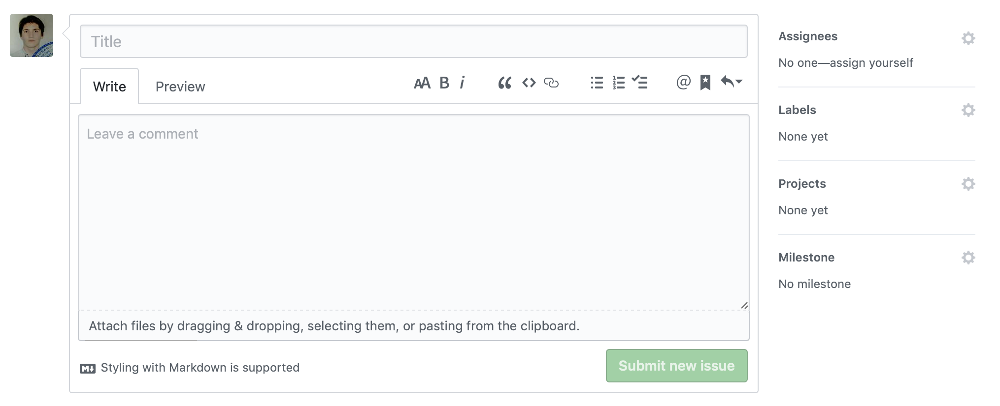 Title
Write
Preview
AA B i
@
Leave a comment
Attach files by dragging & dropping, selecting them, or pasting from the clipboard.
M Styling with Markdown is supported
Submit new issue
Assignees
No one—assign yourself
Labels
None yet
Projects
None yet
Milestone
No milestone